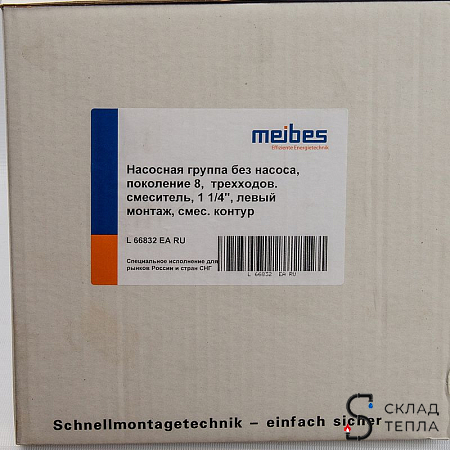 meibes
Effiziente Energietechnik
Насосная группа без насоса,
поколение 8, трехходов.
смеситель, 1 1/4", левый
монтаж, смес. контур
L 66832 EA RU
Специальное исполнение для
рынков России и стран СНГ
L 66832 EA RU
Schnellmontagetechnik – einfach sicher
СКЛАД
ТЕПЛА